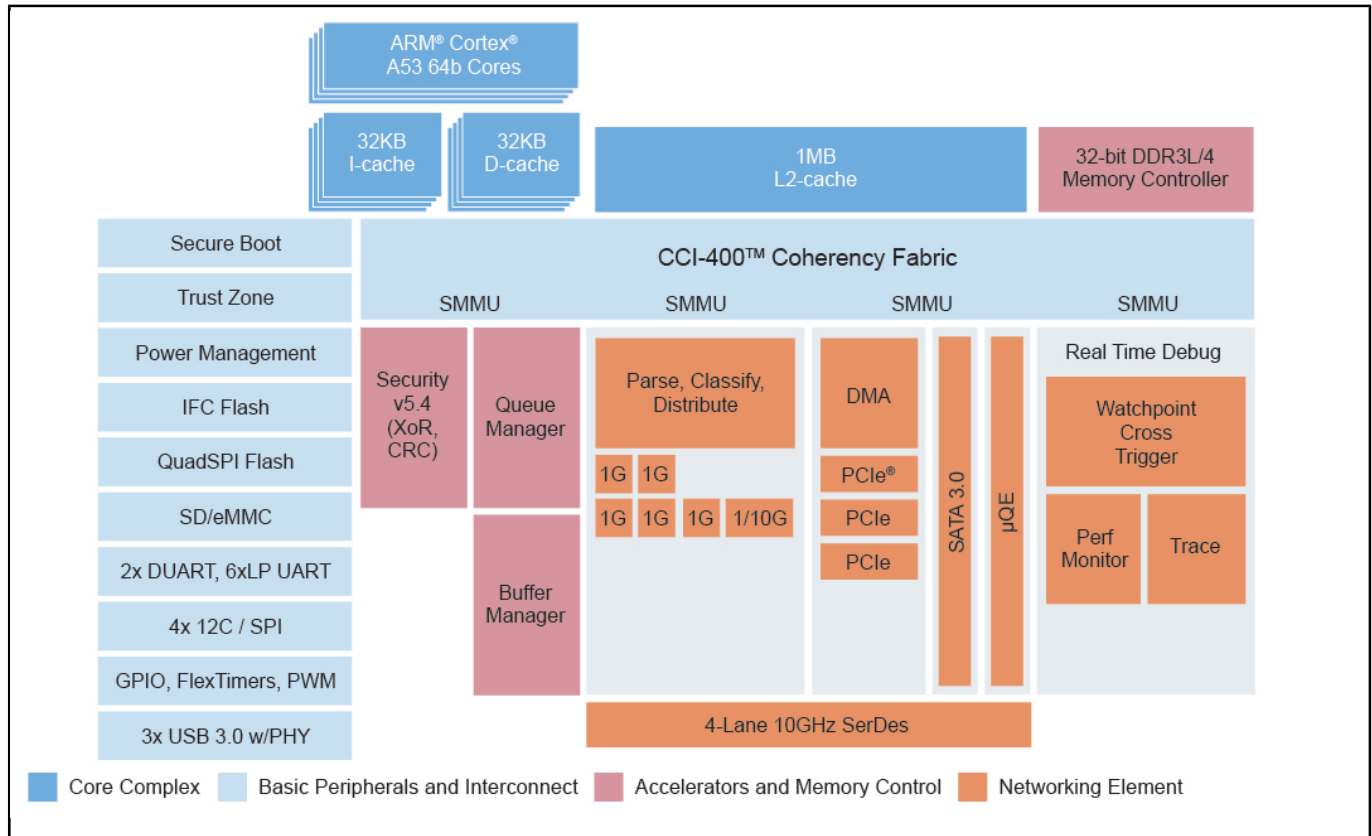 ARM® Cortex®
A53 64b Cores
32KB
I-cache
32KB
D-cache
1MB
L2-cache
32-bit DDR3L/4
Memory Controller
Secure Boot
Trust Zone
Power Management
IFC Flash
QuadSPI Flash
SD/eMMC
2x DUART, 6xLP UART
4x 12C / SPI
GPIO, FlexTimers, PWM
3x USB 3.0 w/PHY
CCI-400™ Coherency Fabric
SMMU
SMMU
SMMU
SMMU
Security
v5.4
(XoR,
CRC)
Queue
Manager
Buffer
Manager
Parse, Classify,
Distribute
1G
1G
1G
1G
1G
1/10G
DMA
PCIe®
PCIe
PCIe
SATA 3.0
µQE
Real Time Debug
Watchpoint
Cross
Trigger
Perf
Monitor
Trace
4-Lane 10GHz SerDes
Core Complex
Basic Peripherals and Interconnect
Accelerators and Memory Control
Networking Element